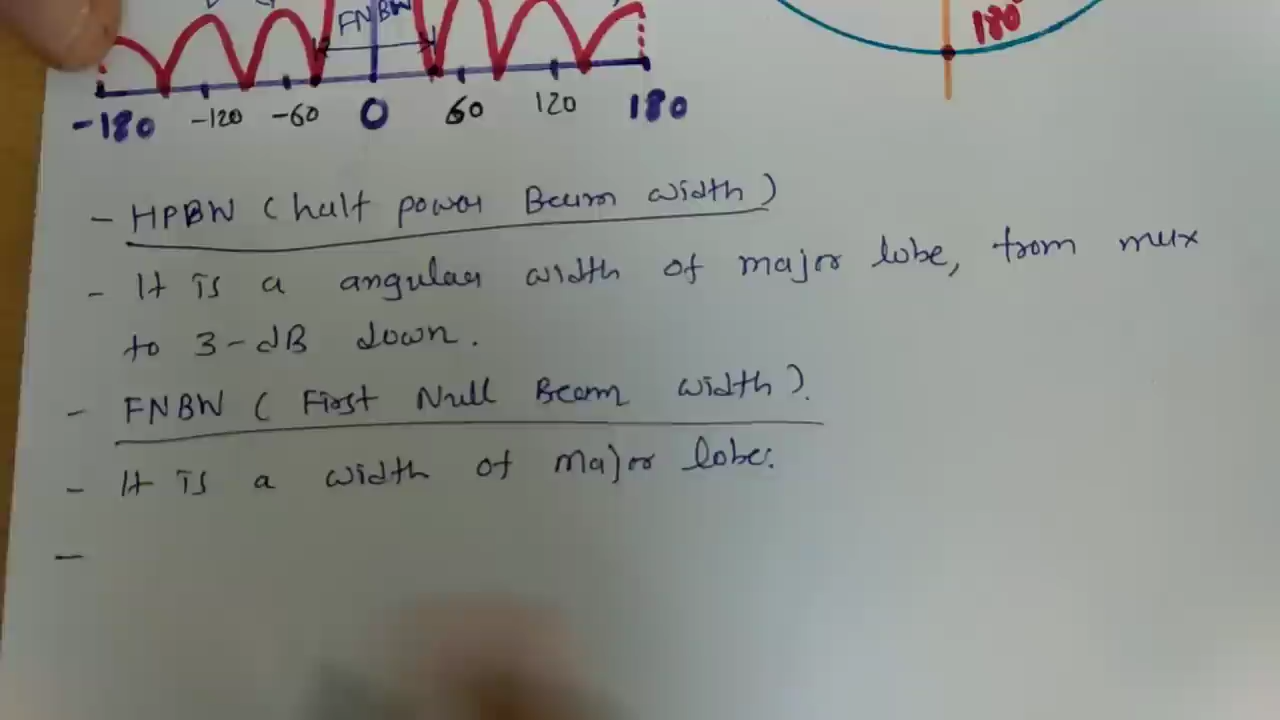 FNBW
180°
-180 -120 -60 0 60 120 180
- HPBW (half power Beam width)
- It is a angular width of major lobe, from max
to 3-dB down.
- FNBW ( First Null Beam width).
- It is a width of major lobe.
-